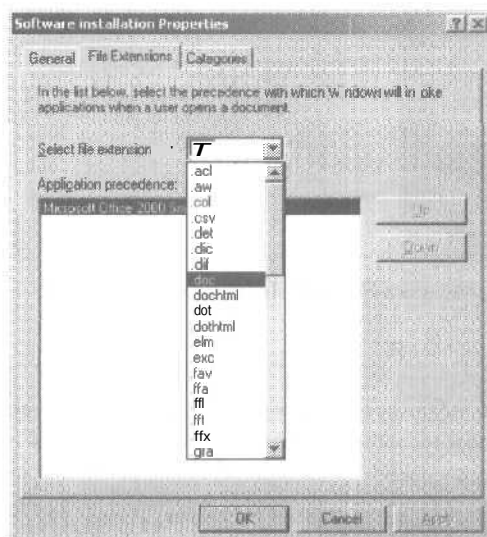 Software installation Properties
General File Extensions Categories
In the list below, select the precedence with which W ndows will in oke
applications when a user opens a document.
Select file extension
Application precedence:
Microsoft Office 2000
.acl
.aw
.col
.csv
.det
.dic
.dif
.doc
dochtml
dot
dothtml
elm
exc
.fav
ffa
ffl
.fft
ffx
gra
Up
Down
OK Cancel Apply